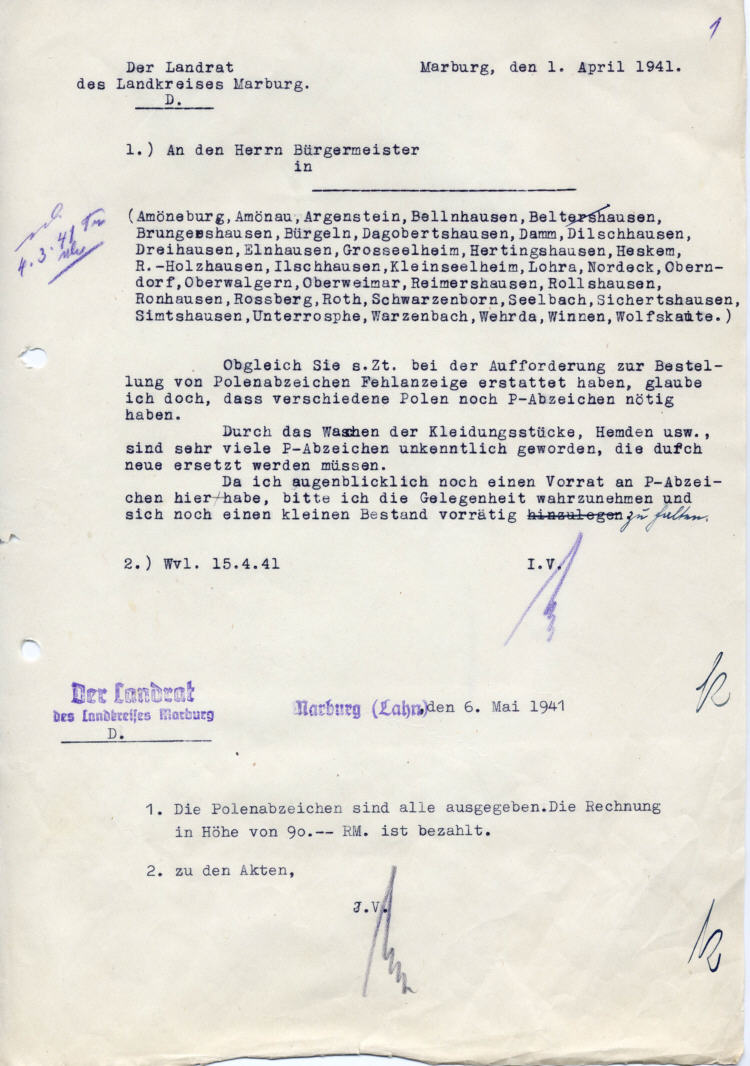 1
Der Landrat
Marburg, den 1. April 1941.
des Landkreises Marburg.
D.
1.) An den Herrn Bürgermeister
in
(Amöneburg,Amönau,Argenstein,Bellnhausen,Beltershausen,
Brungershausen,Bürgeln,Dagobertshausen,Damm,Dilschhausen,
Dreihausen,Elnhausen,Grosseelheim,Hertingshausen,Heskem,
R.-Holzhausen,Ilschhausen,Kleinseelheim,Lohra,Nordeck,Obern-
dorf,Oberwalgern,Oberweimar,Reimershausen,Rollshausen,
Ronhausen,Rossberg,Roth,Schwarzenborn,Seelbach,Sichertshausen,
Simtshausen,Unterrosphe,Warzenbach,Wehrda,Winnen,Wolfskaute.)
4.3.41
Obgleich Sie s.Zt. bei der Aufforderung zur Bestel-
lung von Polenabzeichen Fehlanzeige erstattet haben, glaube
ich doch, dass verschiedene Polen noch P-Abzeichen nötig
haben.
Durch das Waschen der Kleidungsstücke, Hemden usw.,
sind sehr viele P-Abzeichen unkenntlich geworden, die durch
neue ersetzt werden müssen.
Da ich augenblicklich noch einen Vorrat an P-Abzei-
chen hier habe, bitte ich die Gelegenheit wahrzunehmen und
sich noch einen kleinen Bestand vorrätig hinzulegen zu halten.
2.) Wvl. 15.4.41
I.V.
Der Landrat
des Landkreises Marburg
D.
Marburg (Lahn),den 6. Mai 1941
1. Die Polenabzeichen sind alle ausgegeben.Die Rechnung
in Höhe von 9o.-- RM. ist bezahlt.
2. zu den Akten,
J.V.